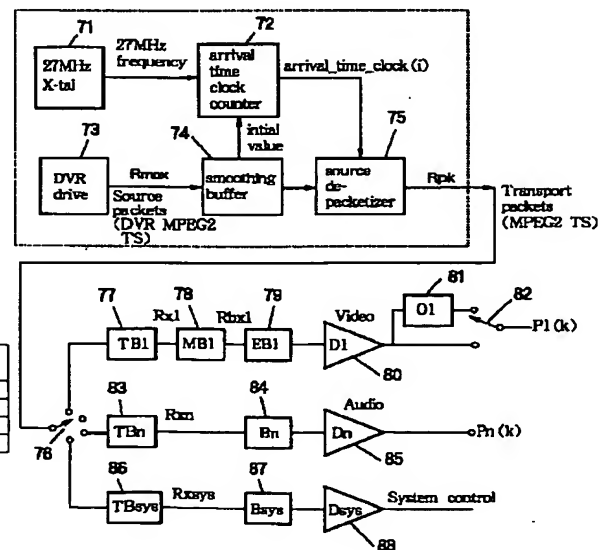 71
27MHz
X-tal
27MHz
frequency
72
arrival
time
clock
counter
arrival_time_clock(i)
73
DVR
drive
Rmax
Source
packets
(DVR MPEG2
TS)
74
smoothing
buffer
intial
value
75
source
de-
packetizer
Rpk
Transport
packets
(MPEG2 TS)
76
77
TB1
Rx1
78
MB1
Rbx1
79
EB1
Video
D1
80
81
O1
82
P1(k)
83
TBn
Rxn
84
Bn
Audio
Dn
85
Pn(k)
86
TBsys
Rxsys
87
Bsys
Dsys
System control
88